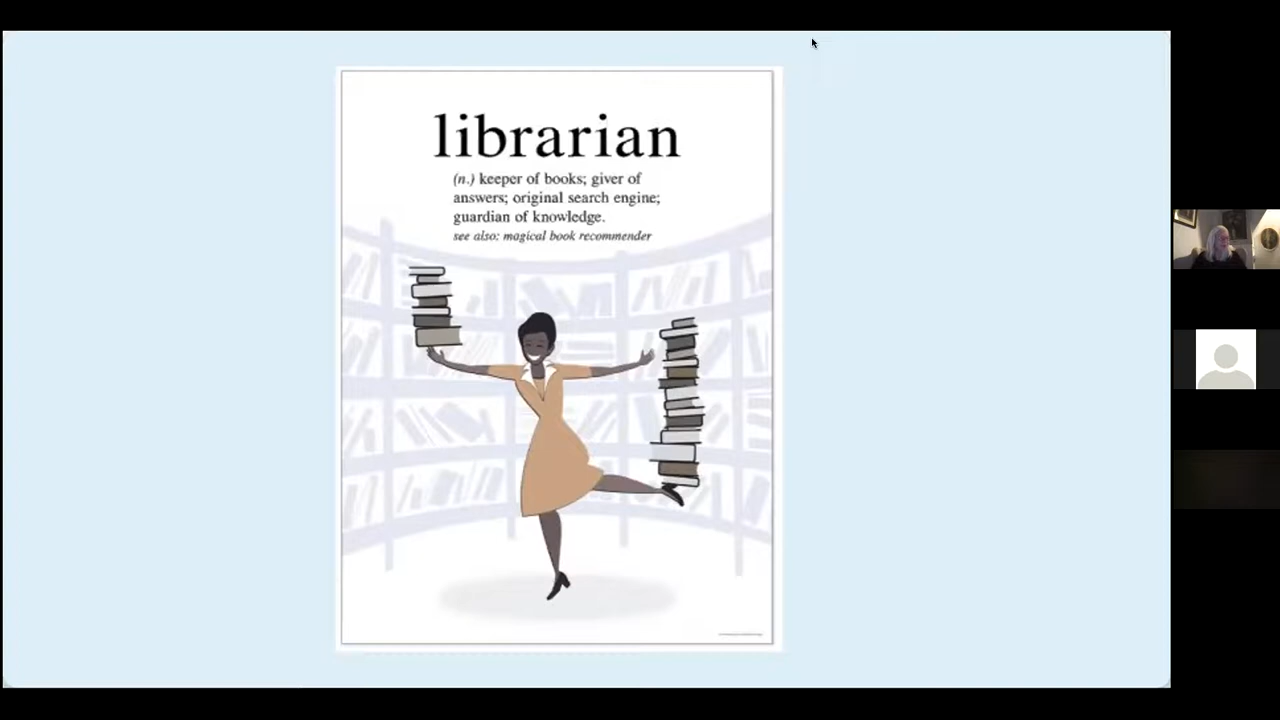 librarian
(n.) keeper of books; giver of
answers; original search engine;
guardian of knowledge.
see also: magical book recommender